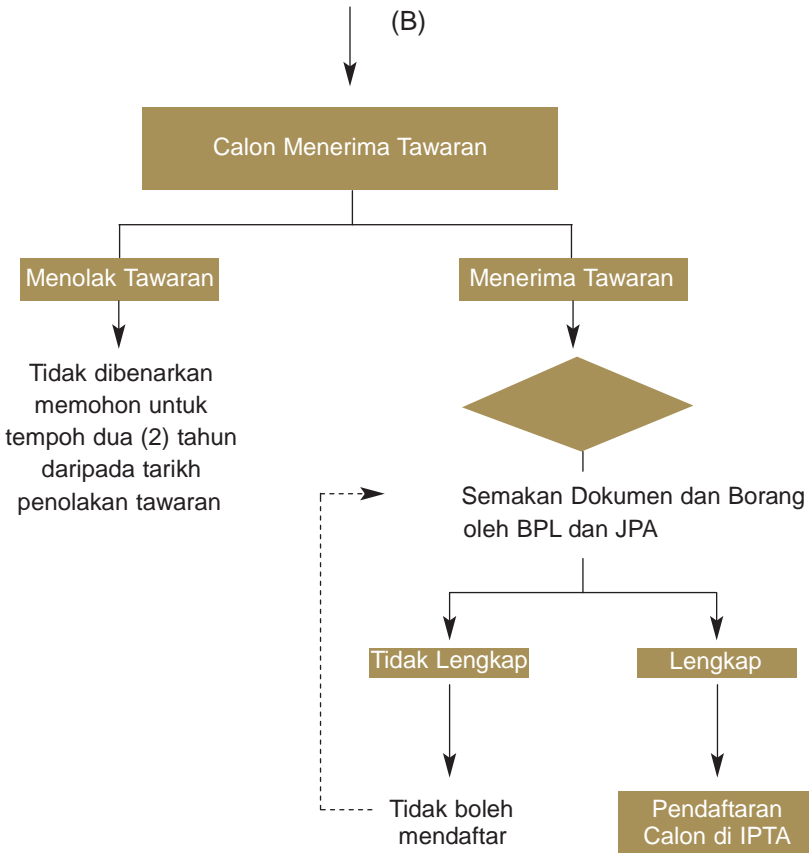 (B)
Calon Menerima Tawaran
Menolak Tawaran
Menerima Tawaran
Tidak dibenarkan
memohon untuk
tempoh dua (2) tahun
daripada tarikh
penolakan tawaran
Semakan Dokumen dan Borang
oleh BPL dan JPA
Tidak Lengkap
Lengkap
Tidak boleh
mendaftar
Pendaftaran
Calon di IPTA